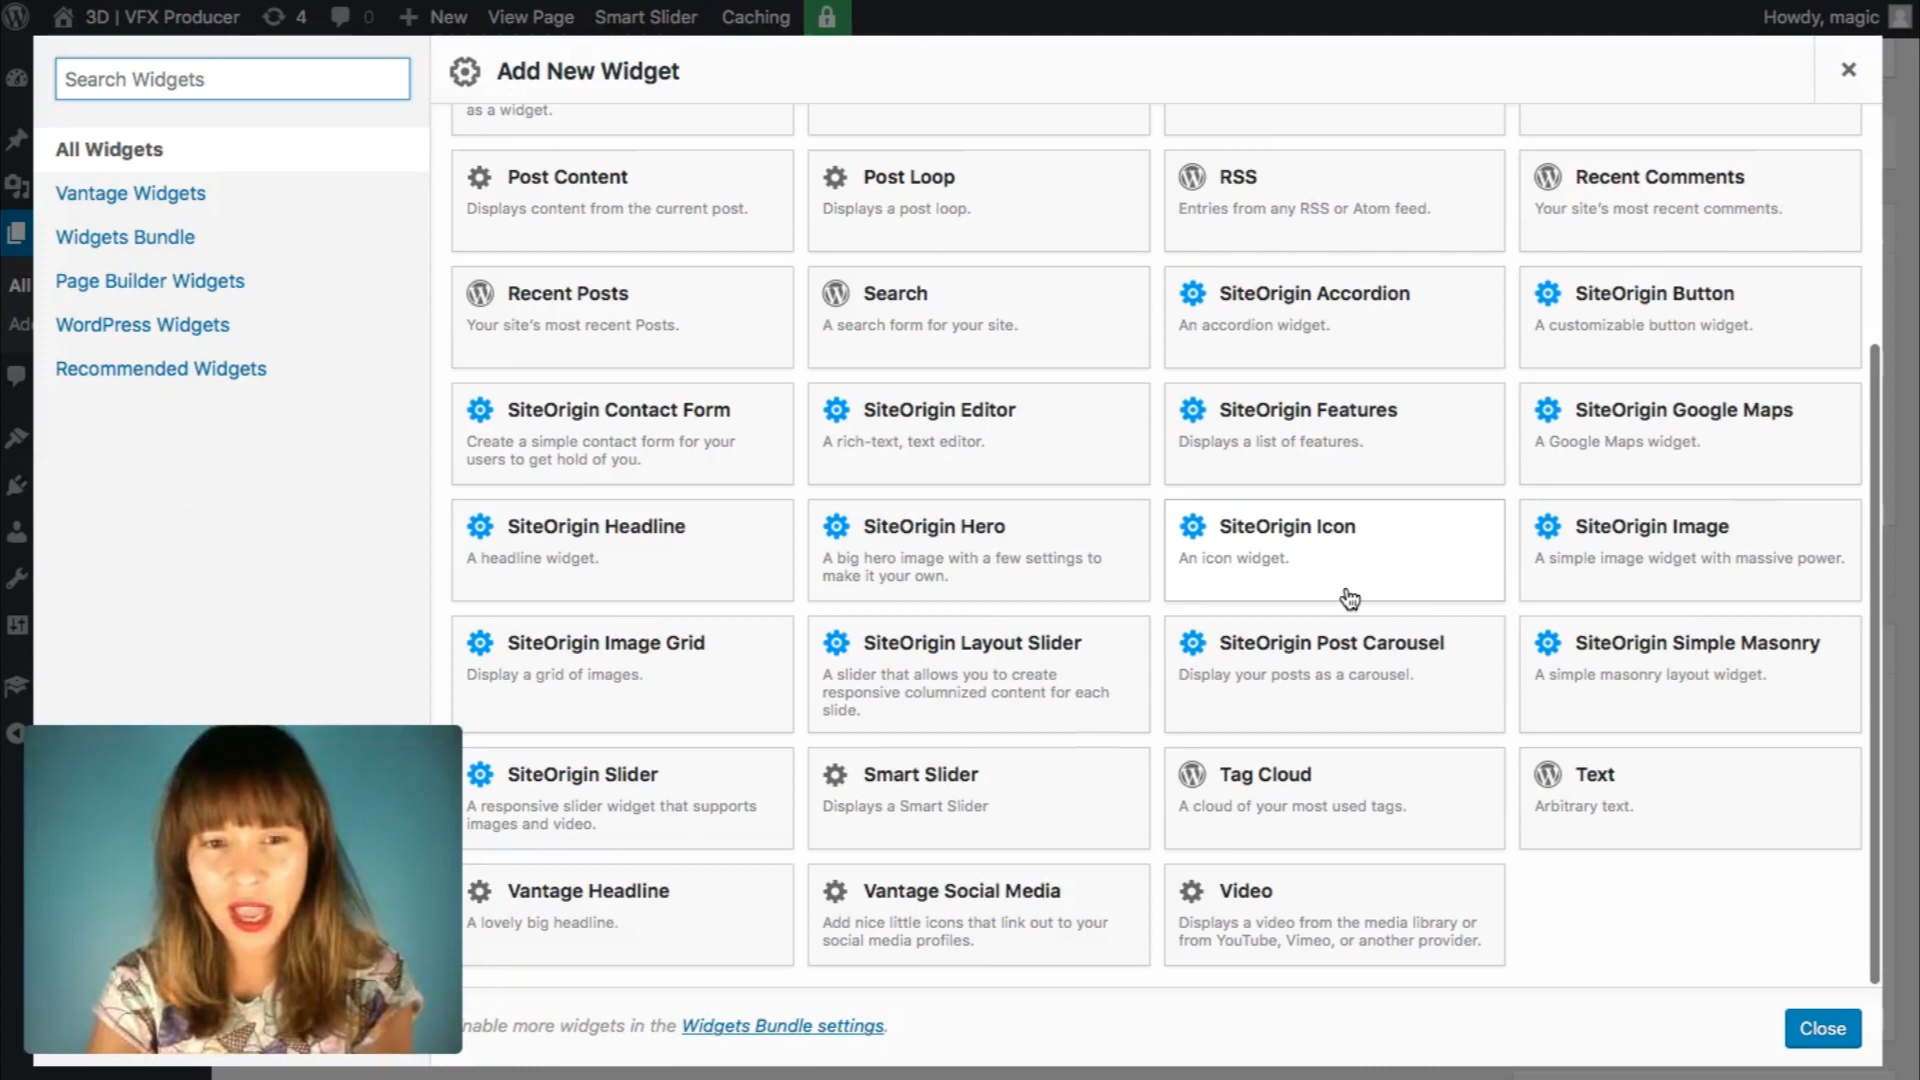 3D | VFX Producer 4 0 New View Page Smart Slider Caching Howdy, magic
Search Widgets
Add New Widget
All Widgets
Vantage Widgets
Widgets Bundle
Page Builder Widgets
WordPress Widgets
Recommended Widgets
All
as a widget.
Post Content
Displays content from the current post.
Post Loop
Displays a post loop.
RSS
Entries from any RSS or Atom feed.
Recent Comments
Your site's most recent comments.
Recent Posts
Your site's most recent Posts.
Search
A search form for your site.
SiteOrigin Accordion
An accordion widget.
SiteOrigin Button
A customizable button widget.
SiteOrigin Contact Form
Create a simple contact form for your
users to get hold of you.
SiteOrigin Editor
A rich-text, text editor.
SiteOrigin Features
Displays a list of features.
SiteOrigin Google Maps
A Google Maps widget.
SiteOrigin Headline
A headline widget.
SiteOrigin Hero
A big hero image with a few settings to
make it your own.
SiteOrigin Icon
An icon widget.
SiteOrigin Image
A simple image widget with massive power.
SiteOrigin Image Grid
Display a grid of images.
SiteOrigin Layout Slider
A slider that allows you to create
responsive columnized content for each
slide.
SiteOrigin Post Carousel
Display your posts as a carousel.
SiteOrigin Simple Masonry
A simple masonry layout widget.
SiteOrigin Slider
A responsive slider widget that supports
images and video.
Smart Slider
Displays a Smart Slider
Tag Cloud
A cloud of your most used tags.
Text
Arbitrary text.
Vantage Headline
A lovely big headline.
Vantage Social Media
Add nice little icons that link out to your
social media profiles.
Video
Displays a video from the media library or
from YouTube, Vimeo, or another provider.
nable more widgets in the Widgets Bundle settings.
Close